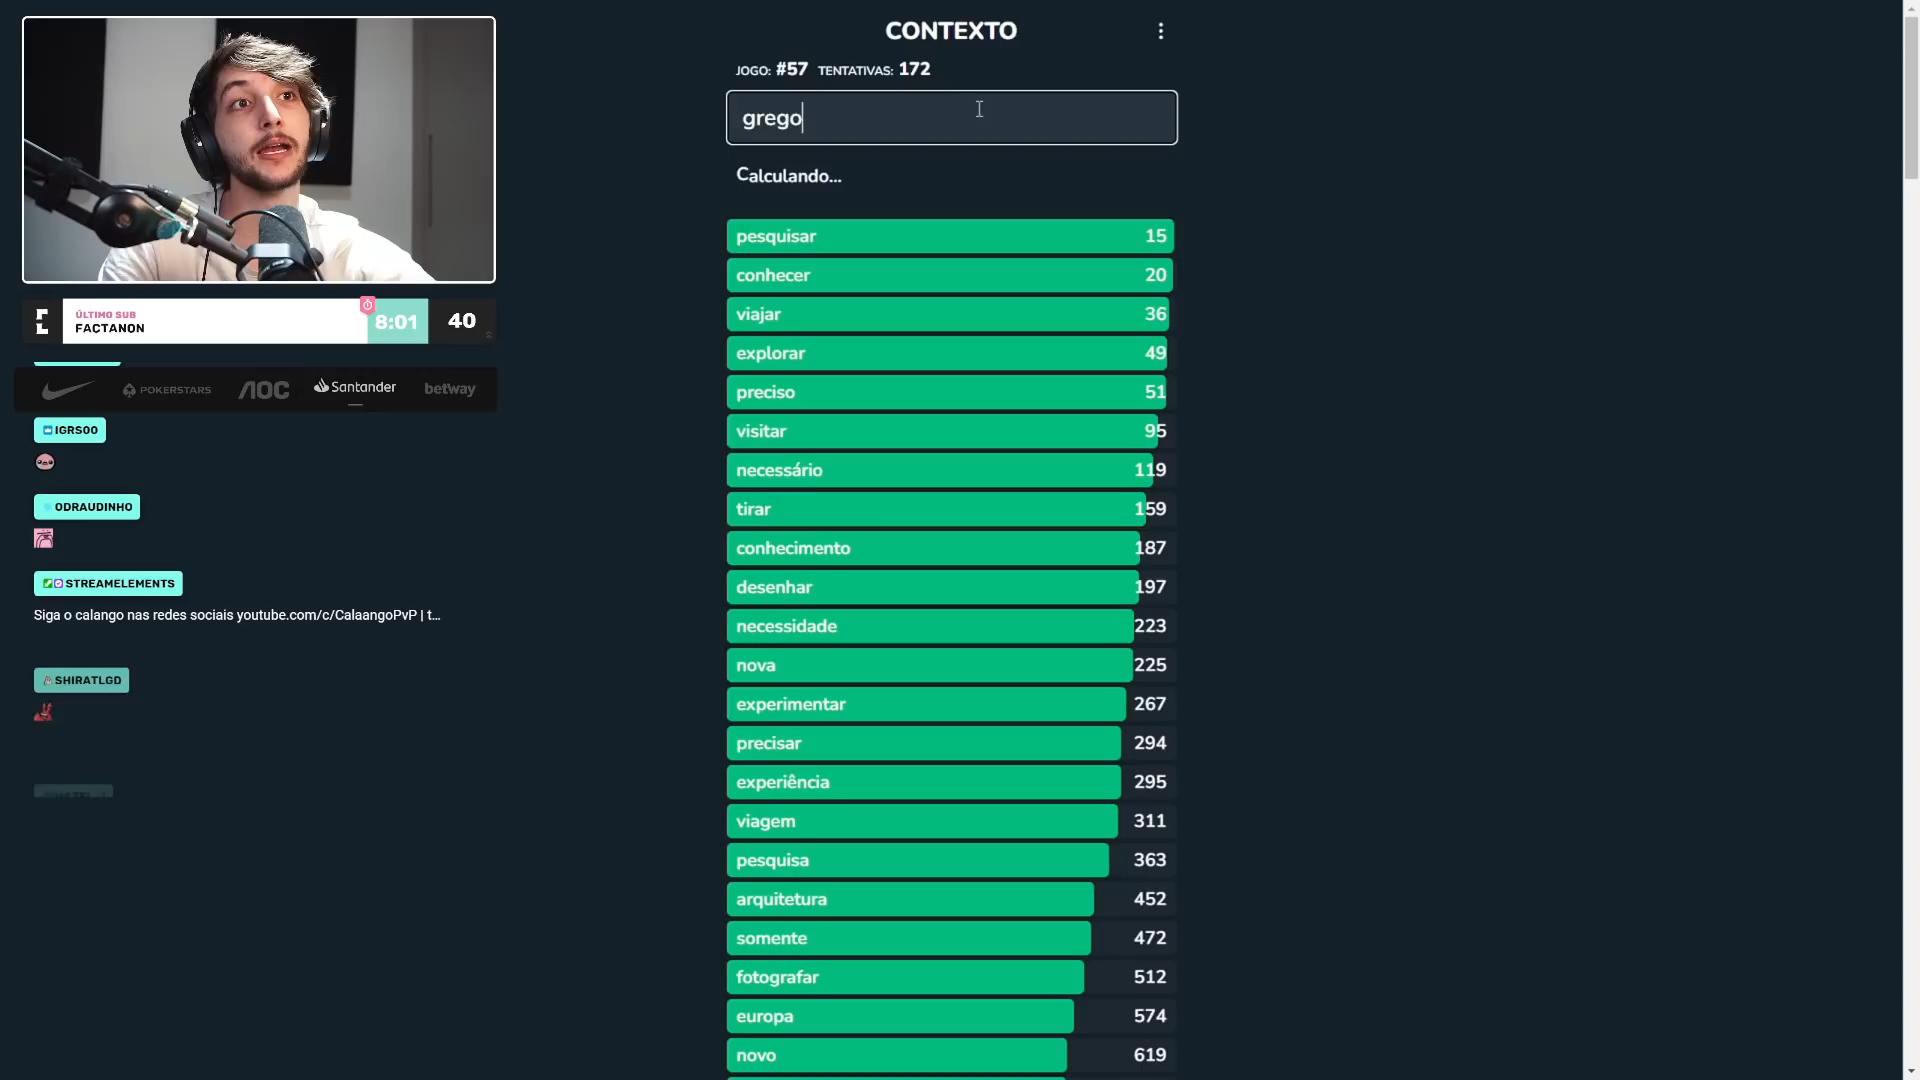 CONTEXTO
JOGO: #57 TENTATIVAS: 172
grego
Calculando...
pesquisar 15
conhecer 20
viajar 36
explorar 49
preciso 51
visitar 95
necessário 119
tirar 159
conhecimento 187
desenhar 197
necessidade 223
nova 225
experimentar 267
precisar 294
experiência 295
viagem 311
pesquisa 363
arquitetura 452
somente 472
fotografar 512
europa 574
novo 619
ÚLTIMO SUB
FACTANON
8:01
40
POKERSTARS AOC Santander betway
IGRS00
ODRAUDINHO
STREAMELEMENTS
Siga o calango nas redes sociais youtube.com/c/CalaangoPvP | t...
SHIRATLGD